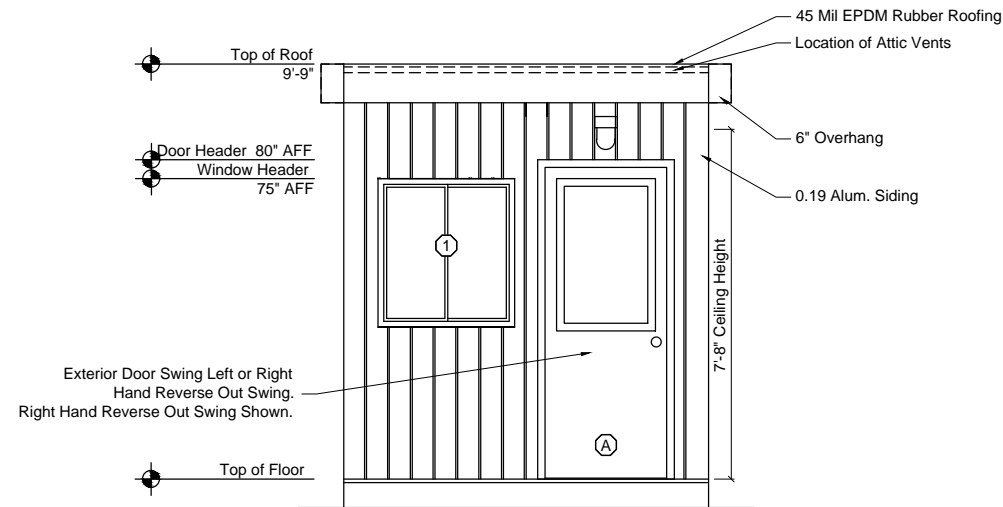 45 Mil EPDM Rubber Roofing
Location of Attic Vents
Top of Roof
9'-9"
6" Overhang
Door Header 80" AFF
Window Header
75" AFF
0.19 Alum. Siding
1
7'-8" Ceiling Height
Exterior Door Swing Left or Right
Hand Reverse Out Swing.
Right Hand Reverse Out Swing Shown.
A
Top of Floor